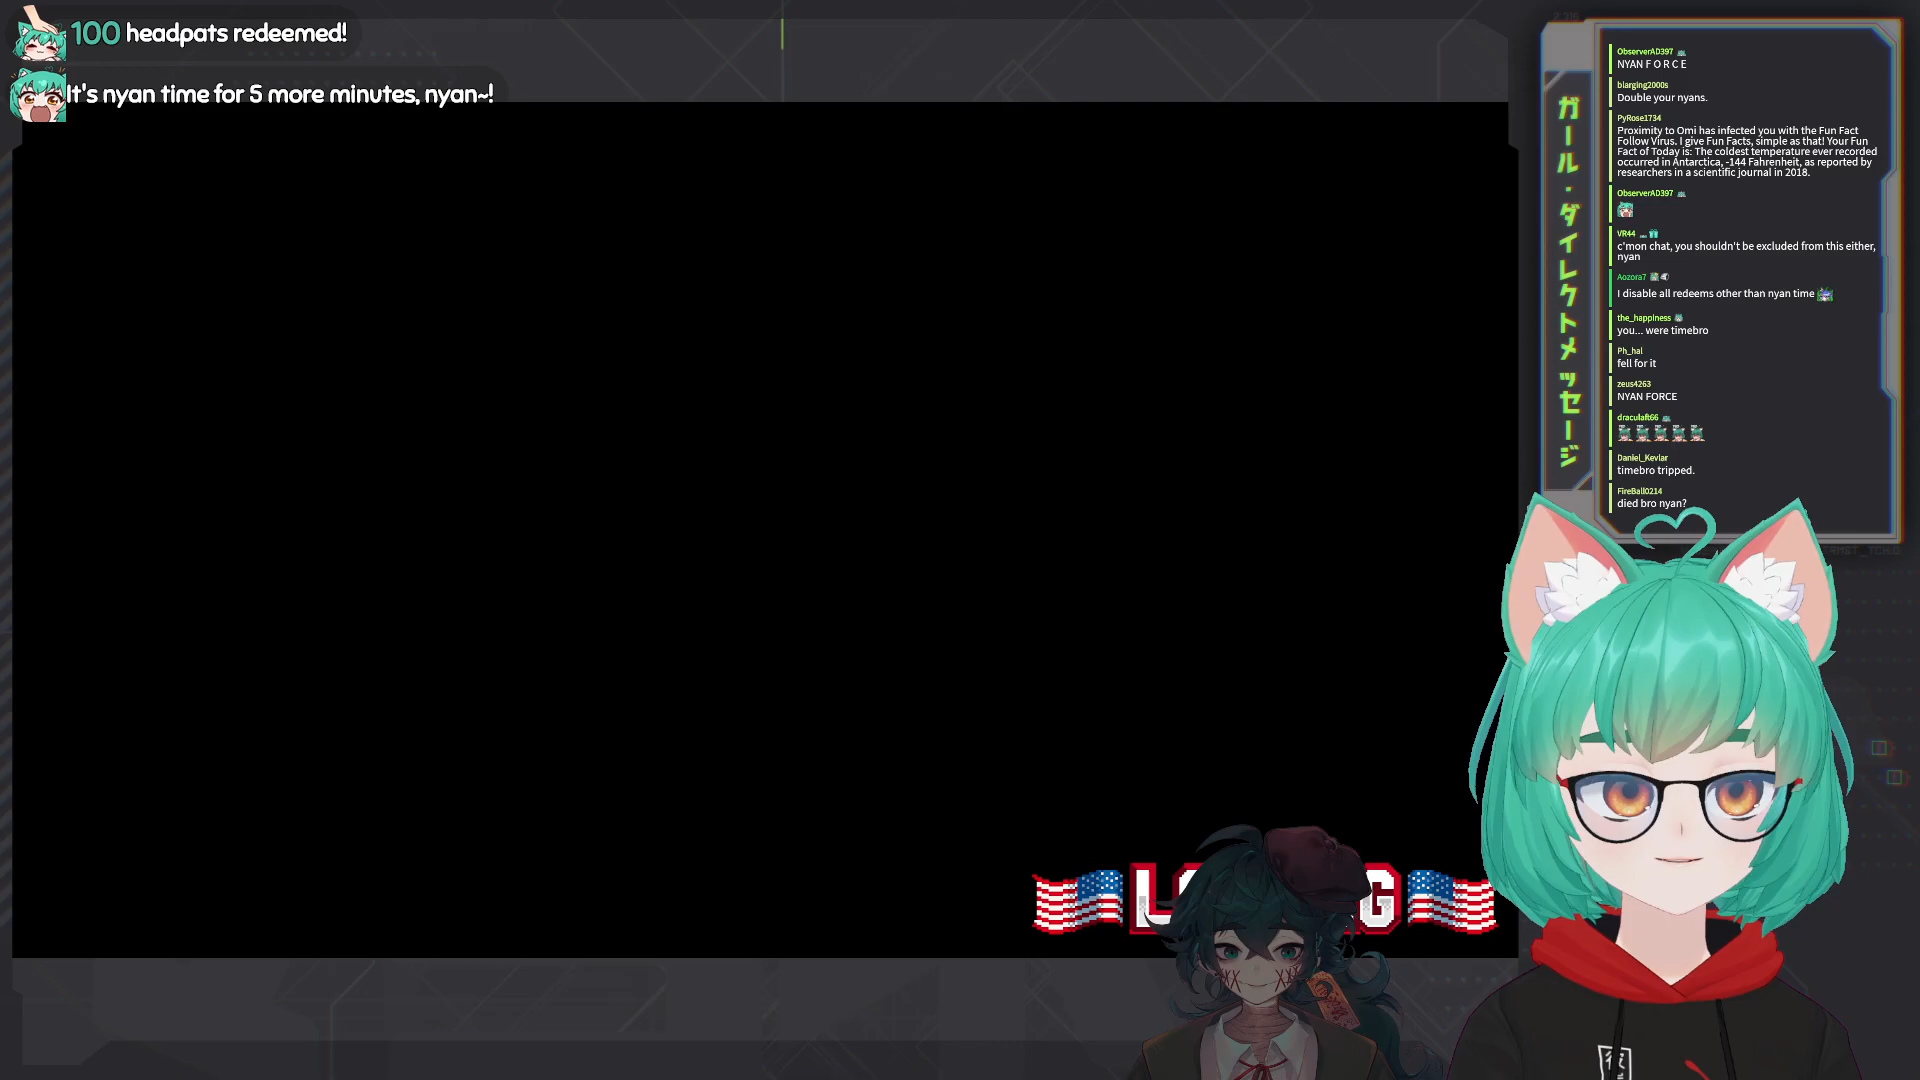 100 headpats redeemed!
It's nyan time for 5 more minutes, nyan~!
ガール・ダイレクトメッセージ
ObserverAD397
NYAN F O R C E
blarging2000s
Double your nyans.
PyRose1734
Proximity to Omi has infected you with the Fun Fact
Follow Virus. I give Fun Facts, simple as that! Your Fun
Fact of Today is: The coldest temperature ever recorded
occurred in Antarctica, -144 Fahrenheit, as reported by
researchers in a scientific journal in 2018.
ObserverAD397
VR44
c'mon chat, you shouldn't be excluded from this either,
nyan
Aozora7
I disable all redeems other than nyan time
the_happiness
you... were timebro
Ph_hal
fell for it
zeus4263
NYAN FORCE
draculaft66
Daniel_Kevlar
timebro tripped.
FireBall0214
died bro nyan?